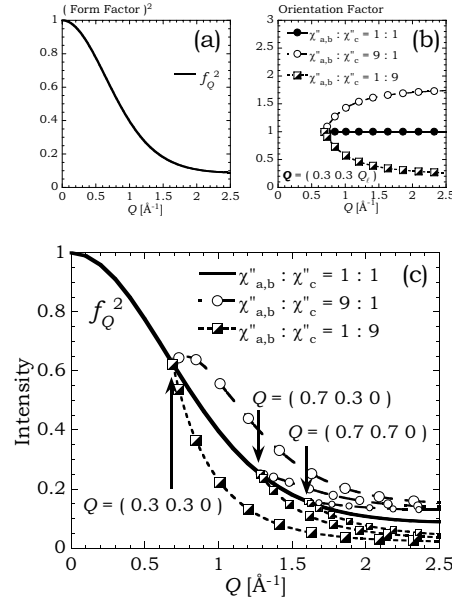 ( Form Factor )²
(a)
f_Q²
1
0.8
0.6
0.4
0.2
0
0 0.5 1 1.5 2 2.5
Q [Å⁻¹]
Orientation Factor
(b)
χ"a,b : χ"c = 1 : 1
χ"a,b : χ"c = 9 : 1
χ"a,b : χ"c = 1 : 9
3
2.5
2
1.5
1
0.5
0
Q = ( 0.3 0.3 Q_l )
0 0.5 1 1.5 2 2.5
Q [Å⁻¹]
(c)
χ"a,b : χ"c = 1 : 1
χ"a,b : χ"c = 9 : 1
χ"a,b : χ"c = 1 : 9
f_Q²
Q = ( 0.7 0.3 0 )
Q = ( 0.7 0.7 0 )
Q = ( 0.3 0.3 0 )
Intensity
1
0.8
0.6
0.4
0.2
0
0 0.5 1 1.5 2 2.5
Q [Å⁻¹]